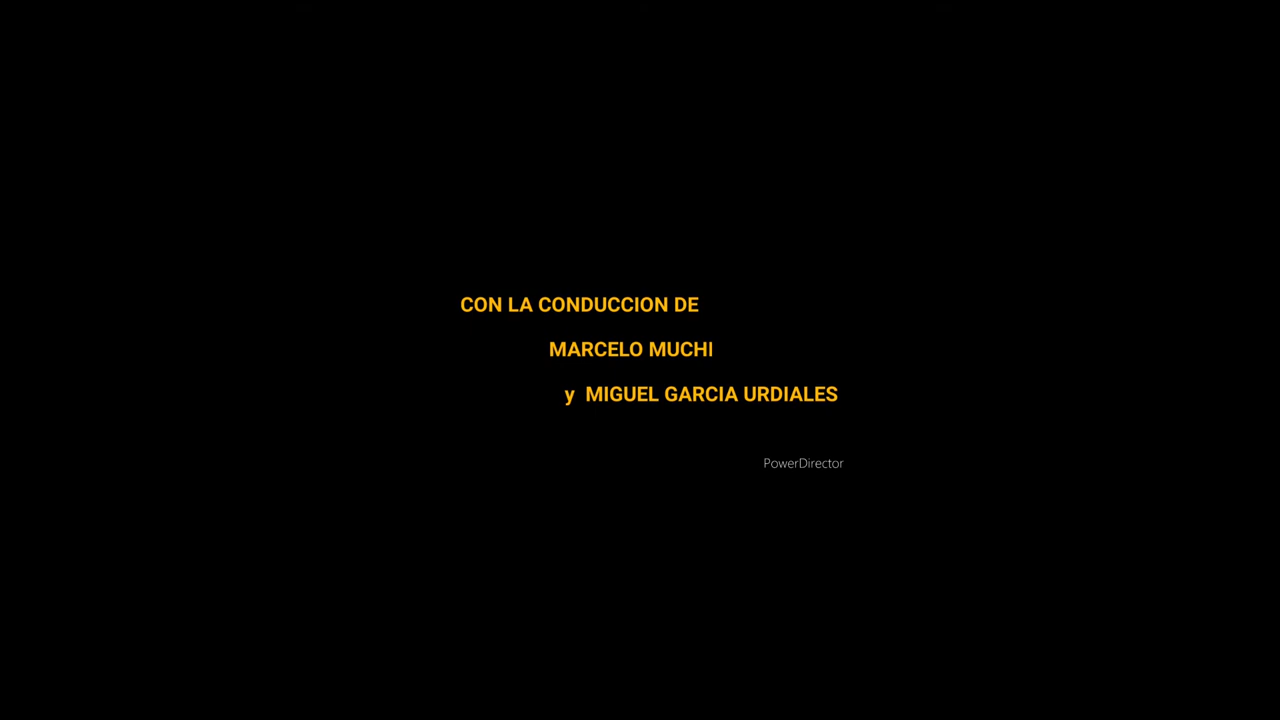 CON LA CONDUCCION DE
MARCELO MUCHI
y MIGUEL GARCIA URDIALES
PowerDirector